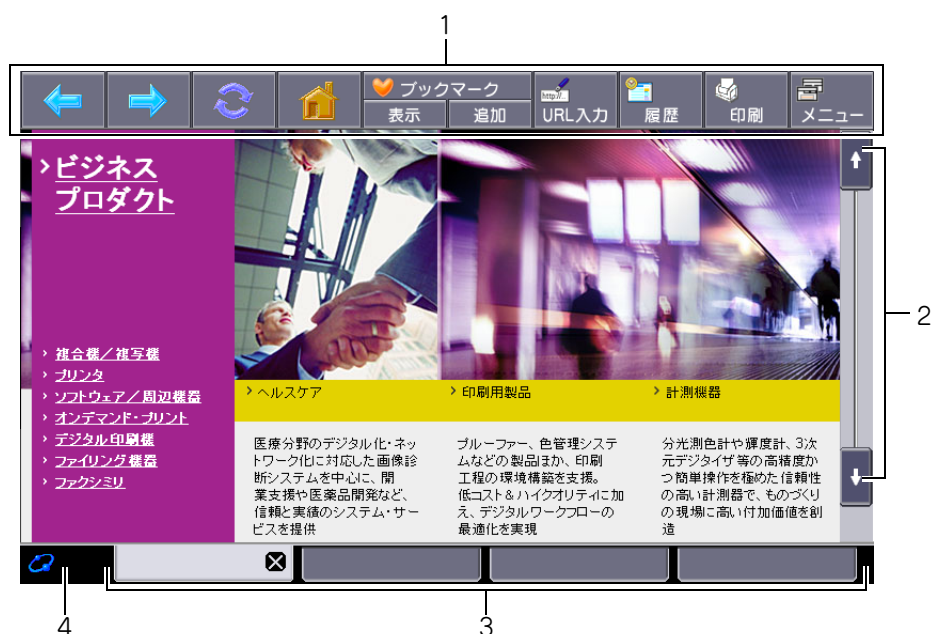 1
ブックマーク
表示
追加
http://..
URL入力
履歴
印刷
メニュー
>ビジネス
プロダクト
> 複合機／複写機
> プリンタ
> ソフトウェア／周辺機器
> オンデマンド・プリント
> デジタル印刷機
> ファイリング機器
> ファクシミリ
> ヘルスケア
医療分野のデジタル化・ネッ
トワーク化に対応した画像診
断システムを中心に、開
業支援や医薬品開発など、
信頼と実績のシステム・サー
ビスを提供
> 印刷用製品
プルーファー、色管理システ
ムなどの製品ほか、印刷
工程の環境構築を支援。
低コスト＆ハイクオリティに加
え、デジタルワークフローの
最適化を実現
> 計測機器
分光測色計や輝度計、3次
元デジタイザ等の高精度か
つ簡単操作を極めた信頼性
の高い計測器で、ものづくり
の現場に高い付加価値を創
造
2
3
4